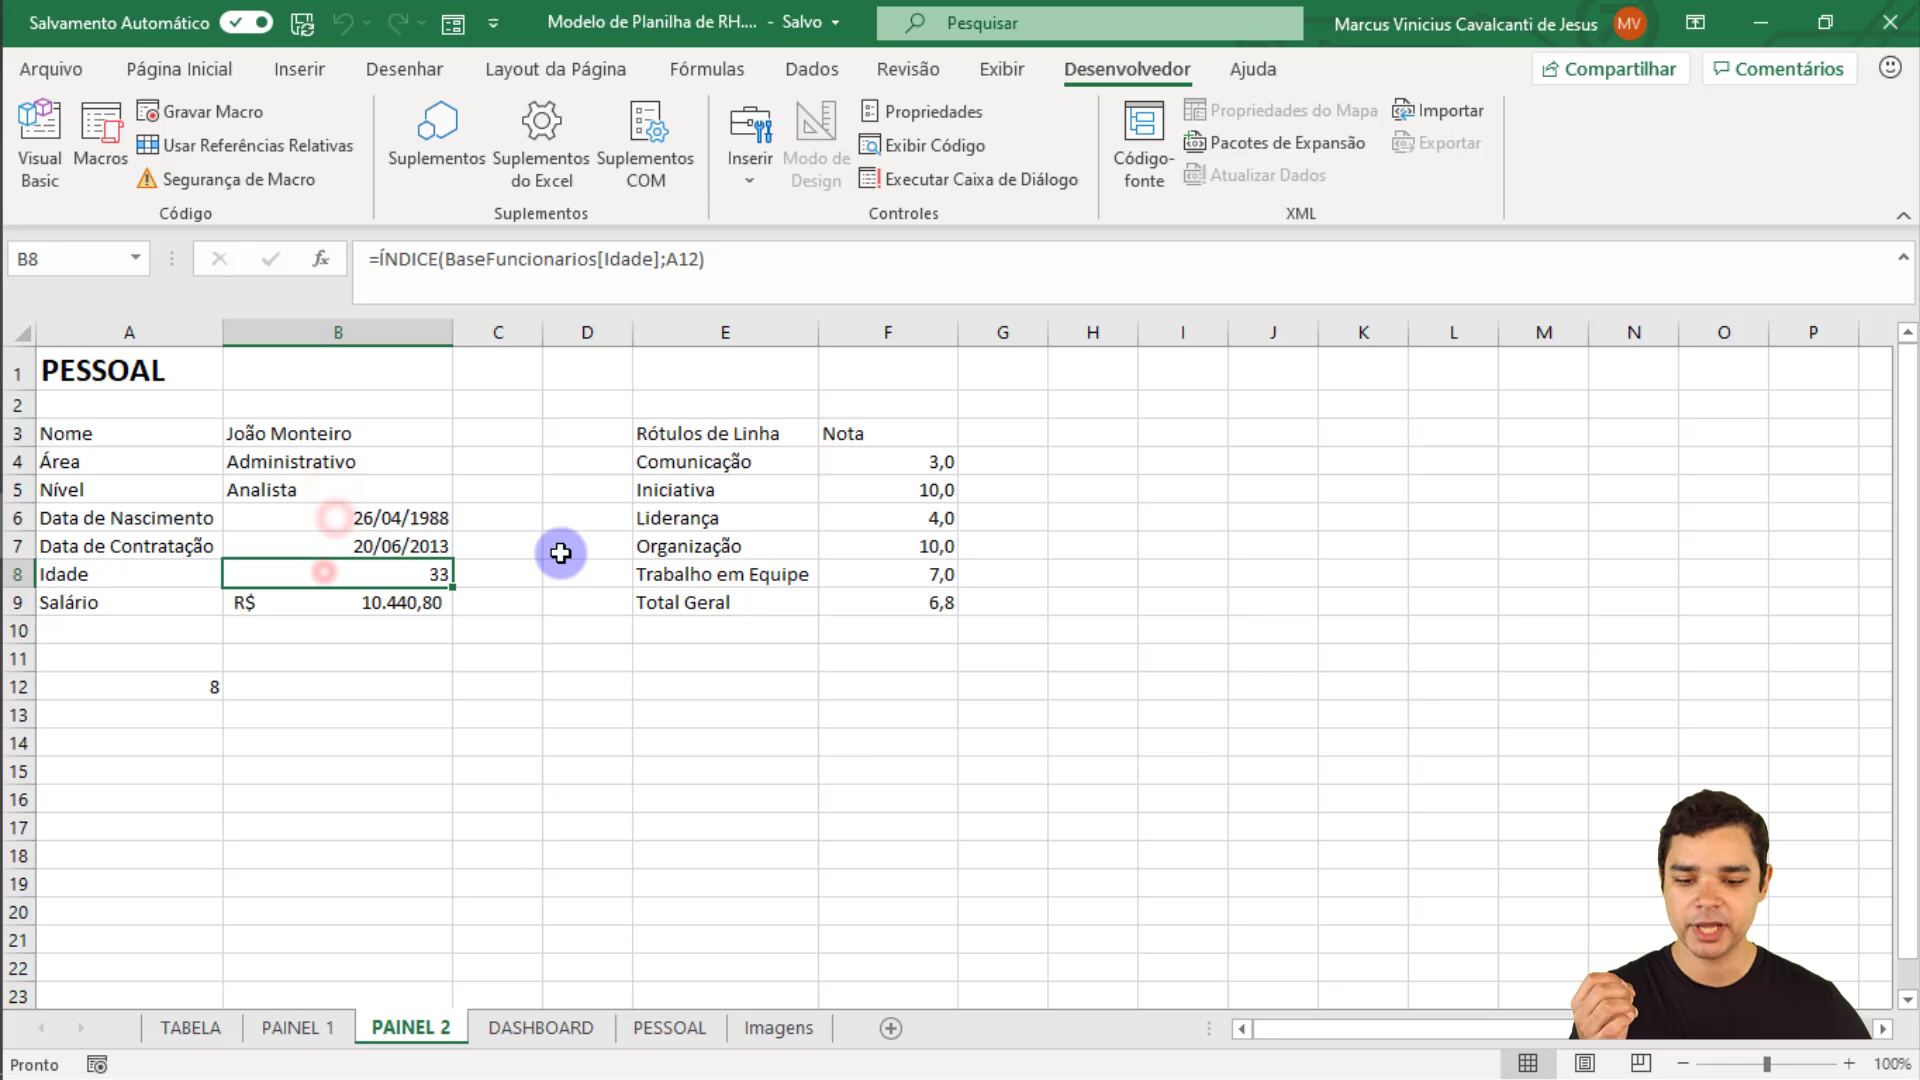 Salvamento Automático
Modelo de Planilha de RH.... - Salvo
Pesquisar
Marcus Vinicius Cavalcanti de Jesus
MV
Arquivo Página Inicial Inserir Desenhar Layout da Página Fórmulas Dados Revisão Exibir Desenvolvedor Ajuda
Compartilhar
Comentários
Visual Basic
Macros
Gravar Macro
Usar Referências Relativas
Segurança de Macro
Código
Suplementos
Suplementos do Excel
Suplementos COM
Suplementos
Inserir
Modo de Design
Propriedades
Exibir Código
Executar Caixa de Diálogo
Controles
Código-fonte
Propriedades do Mapa
Pacotes de Expansão
Atualizar Dados
Importar
Exportar
XML
B8
fx
=ÍNDICE(BaseFuncionarios[Idade];A12)
A B C D E F G H I J K L M N O P
1 PESSOAL
2
3 Nome João Monteiro Rótulos de Linha Nota
4 Área Administrativo Comunicação 3,0
5 Nível Analista Iniciativa 10,0
6 Data de Nascimento 26/04/1988 Liderança 4,0
7 Data de Contratação 20/06/2013 Organização 10,0
8 Idade 33 Trabalho em Equipe 7,0
9 Salário R$ 10.440,80 Total Geral 6,8
10
11
12 8
13
14
15
16
17
18
19
20
21
22
23
TABELA PAINEL 1 PAINEL 2 DASHBOARD PESSOAL Imagens
Pronto
100%